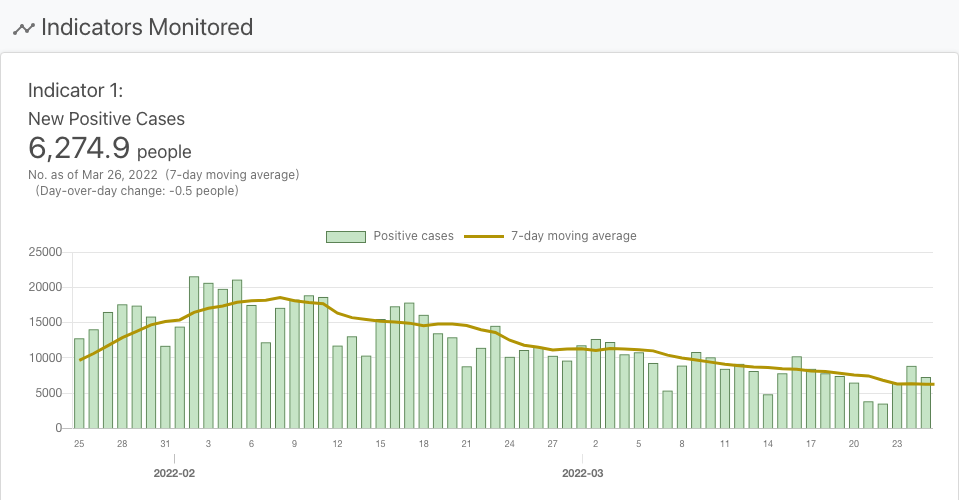 Indicators Monitored
Indicator 1:
New Positive Cases
6,274.9 people
No. as of Mar 26, 2022 (7-day moving average)
(Day-over-day change: -0.5 people)
Positive cases 7-day moving average
25000
20000
15000
10000
5000
0
25 28 31 3 6 9 12 15 18 21 24 27 2 5 8 11 14 17 20 23
2022-02 2022-03